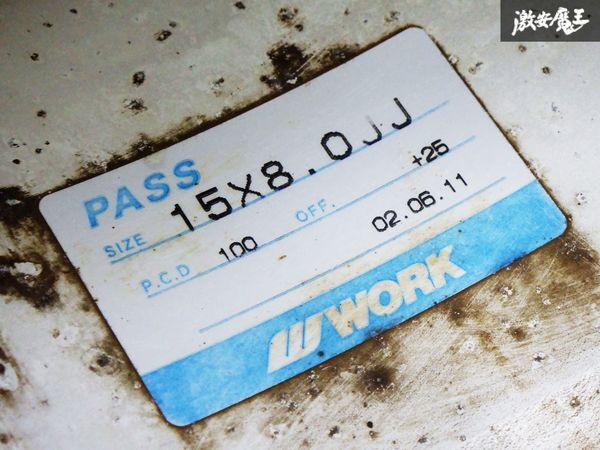 激安魔王
PASS
SIZE 15X8.0JJ
P.C.D 100 OFF. +25
02.06.11
W WORK